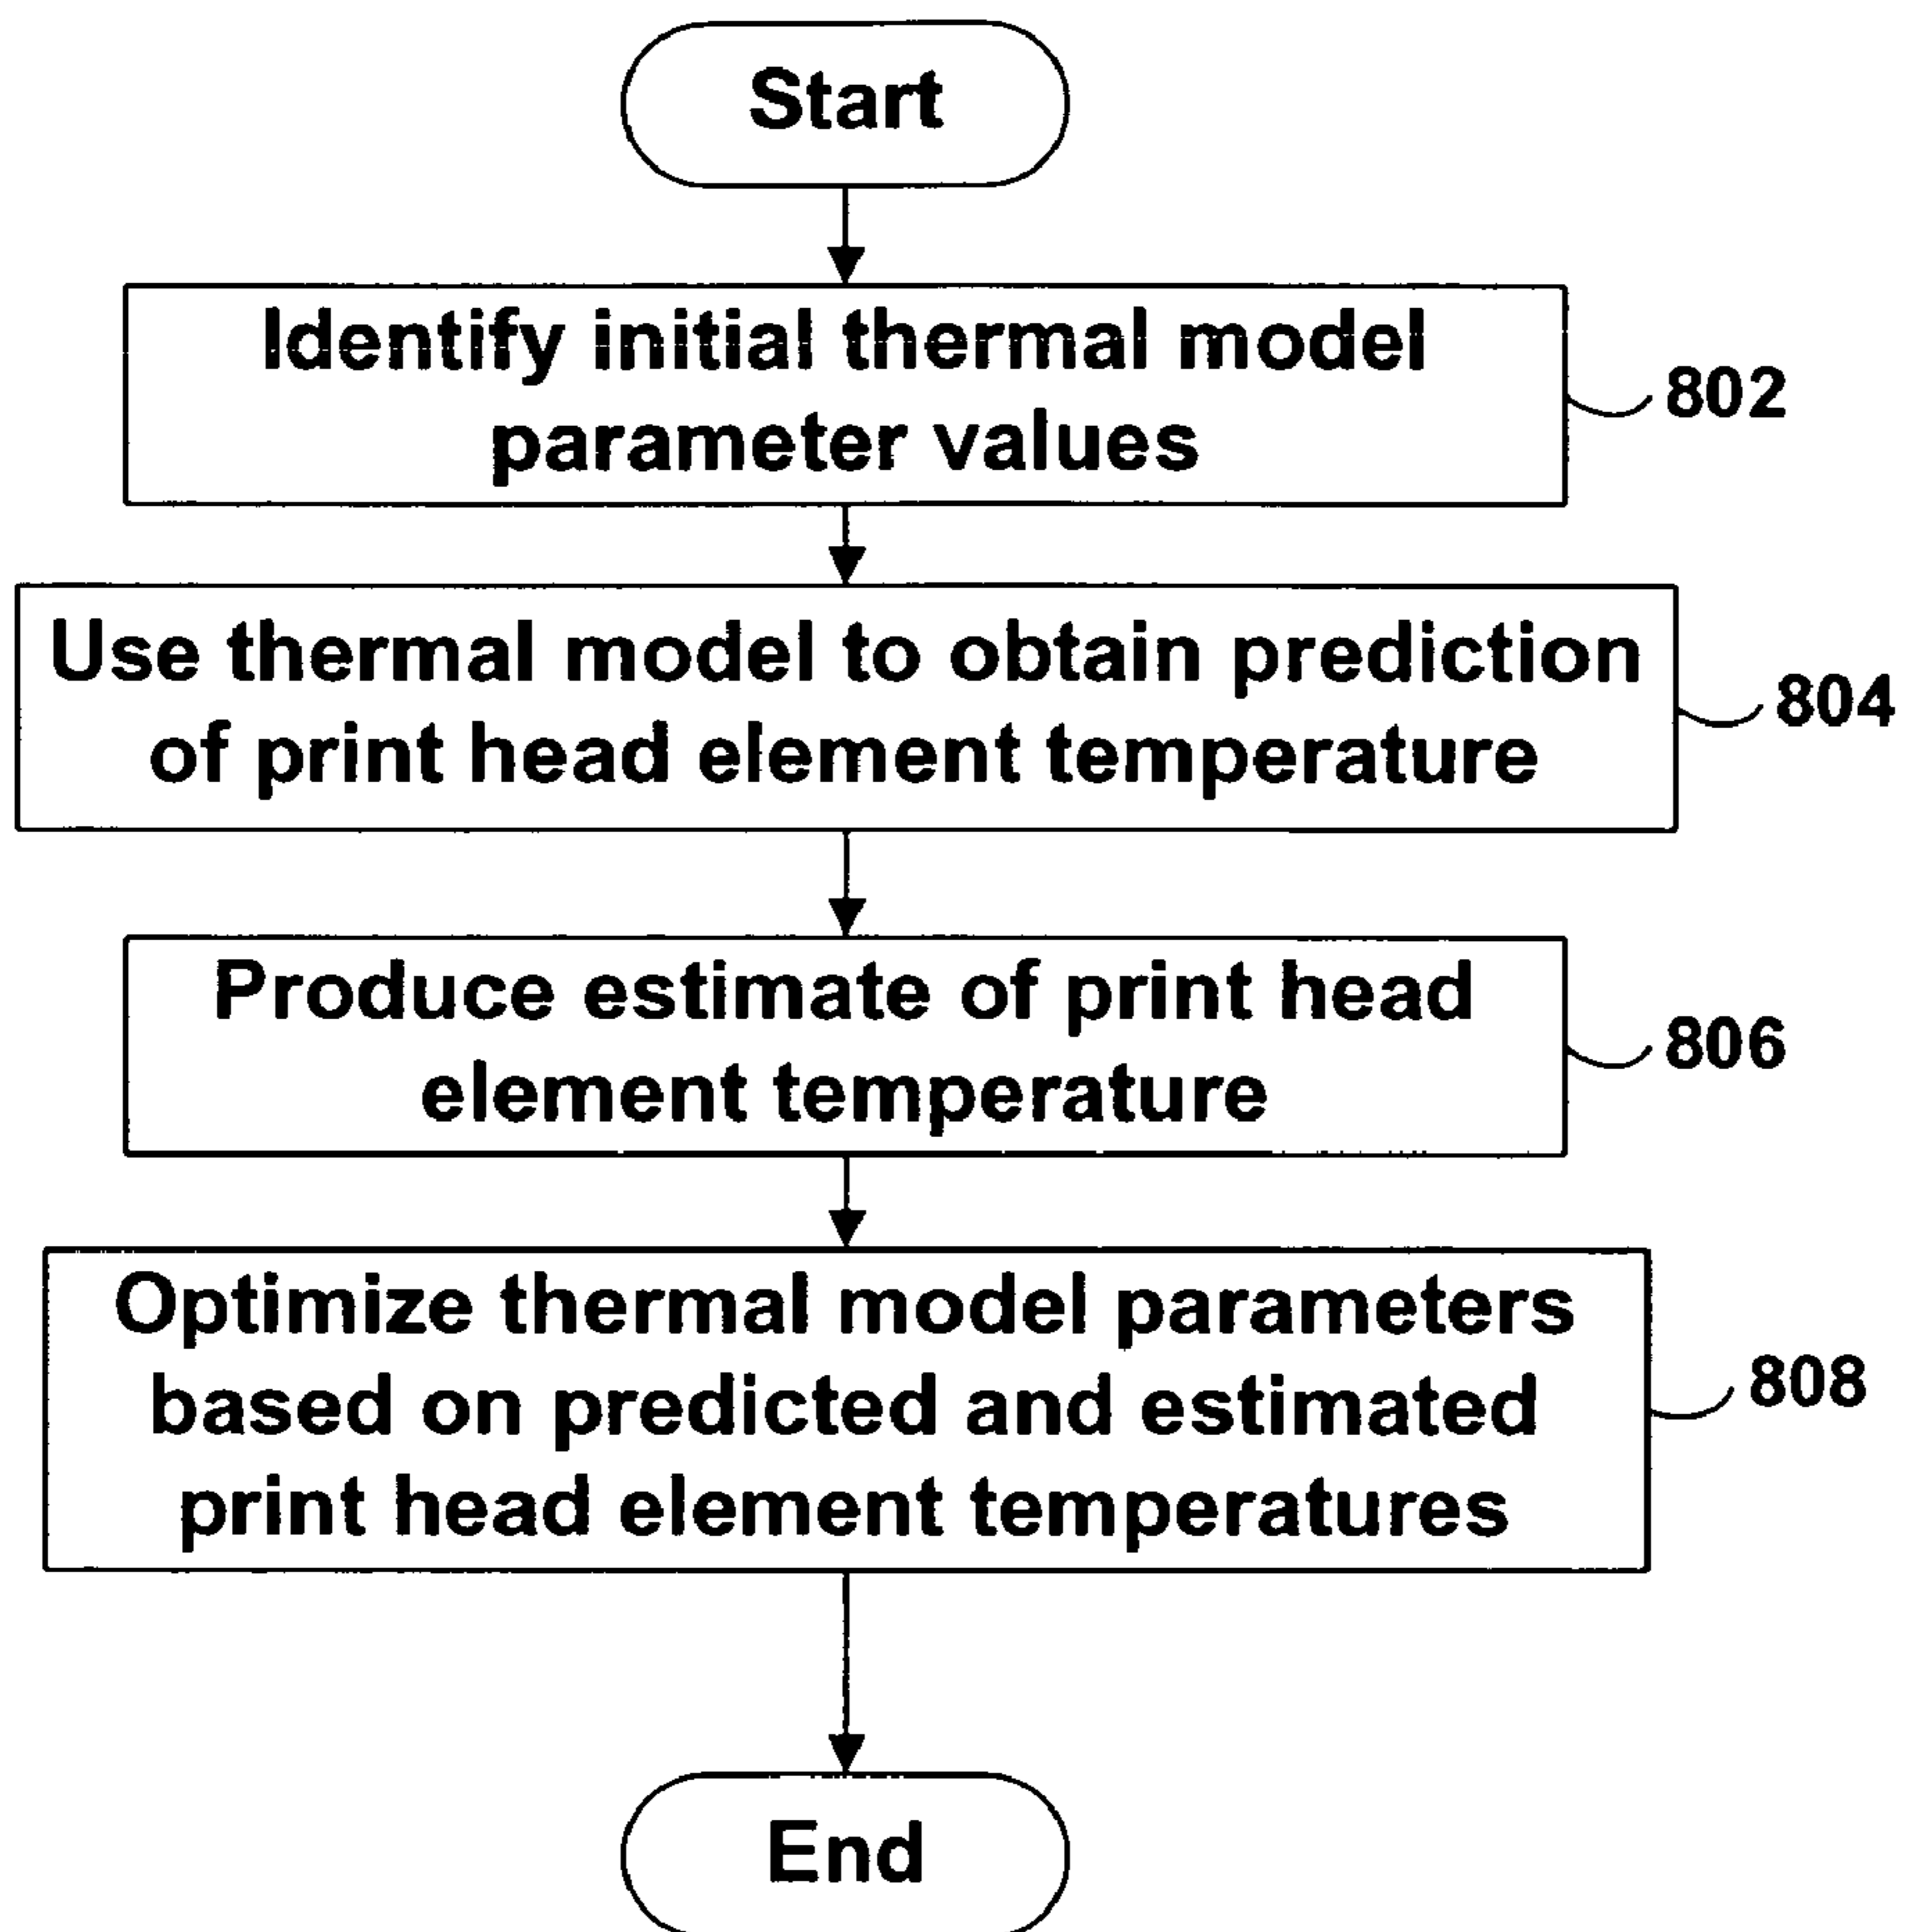 Start
Identify initial thermal model
parameter values
802
Use thermal model to obtain prediction
of print head element temperature
804
Produce estimate of print head
element temperature
806
Optimize thermal model parameters
based on predicted and estimated
print head element temperatures
808
End